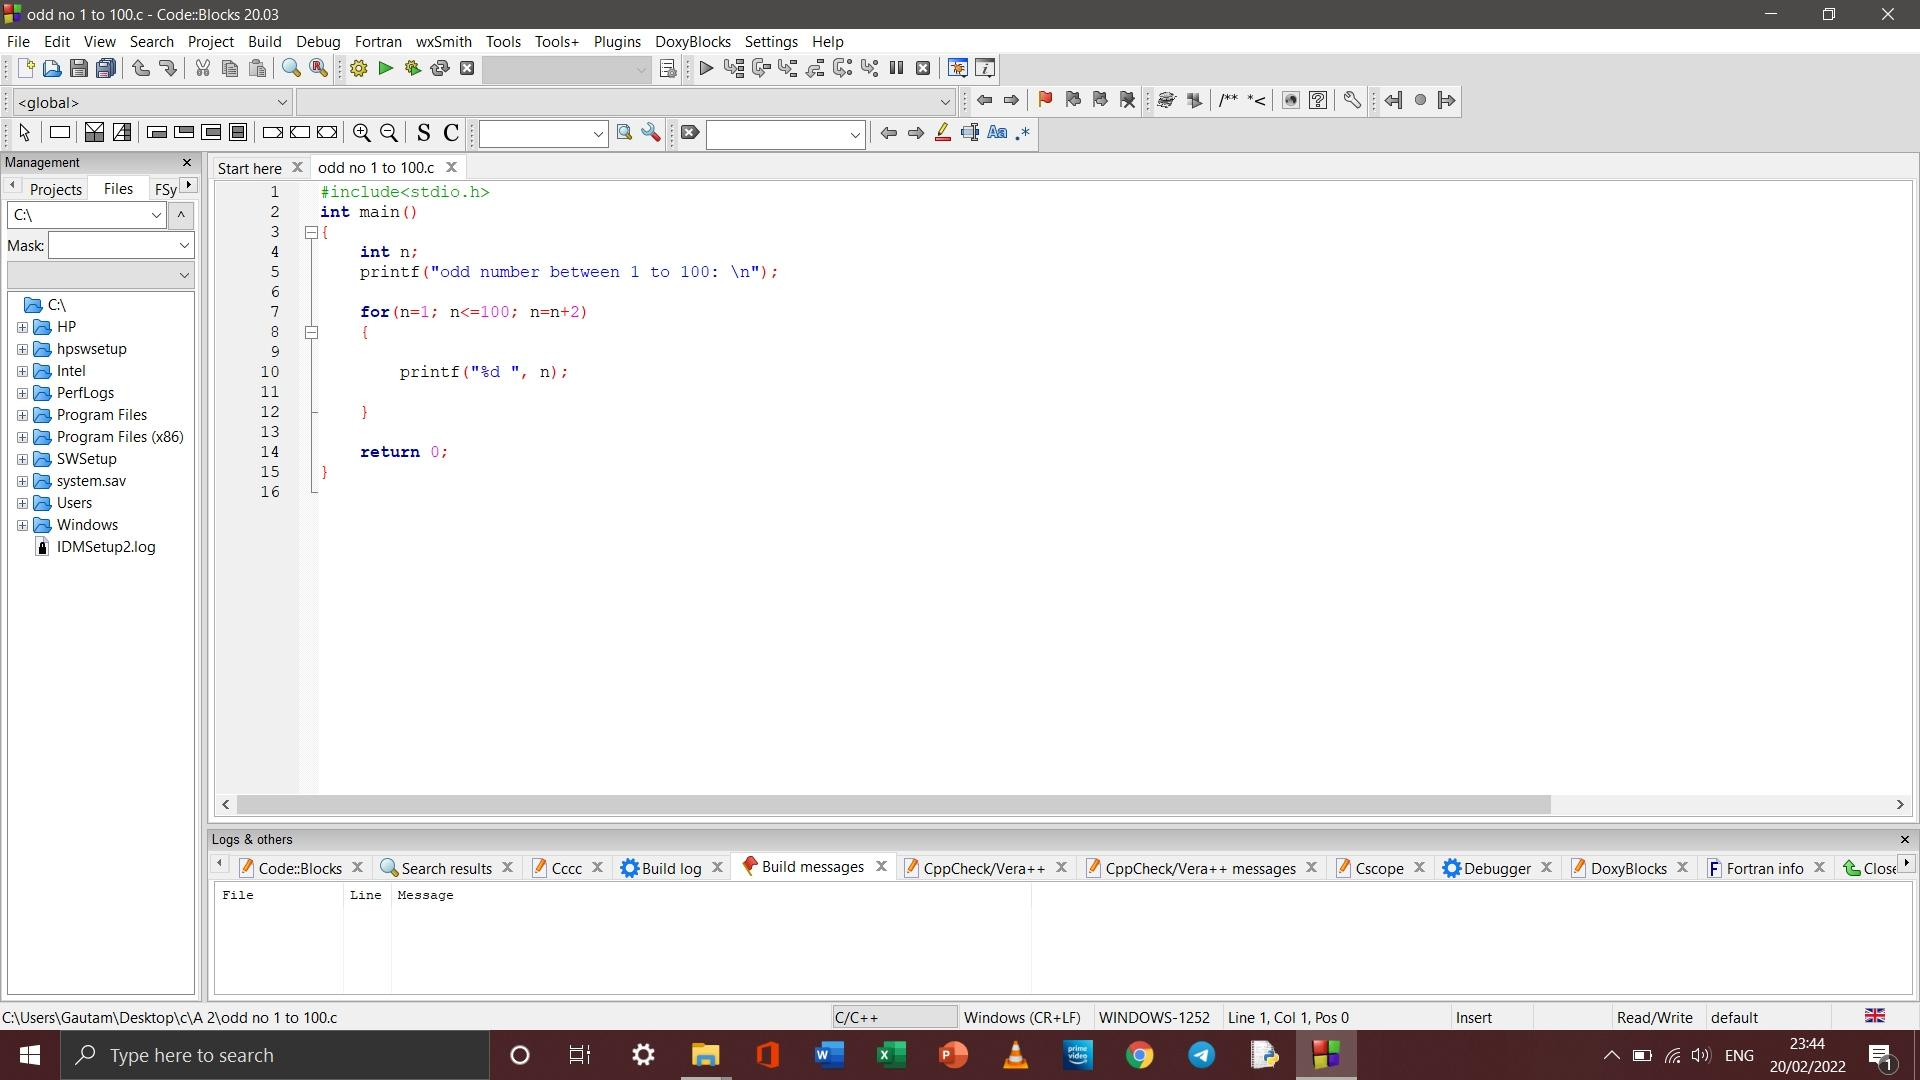 odd no 1 to 100.c - Code::Blocks 20.03
File Edit View Search Project Build Debug Fortran wxSmith Tools Tools+ Plugins DoxyBlocks Settings Help
<global>
/** *<
S C
Aa .*
Management
Projects Files FSy
C:\
Mask:
C:\
HP
hpswsetup
Intel
PerfLogs
Program Files
Program Files (x86)
SWSetup
system.sav
Users
Windows
IDMSetup2.log
Start here odd no 1 to 100.c
1 #include<stdio.h>
2 int main()
3 {
4 int n;
5 printf("odd number between 1 to 100: \n");
6
7 for(n=1; n<=100; n=n+2)
8 {
9
10 printf("%d ", n);
11
12 }
13
14 return 0;
15 }
16
Logs & others
Code::Blocks Search results Cccc Build log Build messages CppCheck/Vera++ CppCheck/Vera++ messages Cscope Debugger DoxyBlocks Fortran info Close
File Line Message
C:\Users\Gautam\Desktop\c\A 2\odd no 1 to 100.c C/C++ Windows (CR+LF) WINDOWS-1252 Line 1, Col 1, Pos 0 Insert Read/Write default
Type here to search
prime video
ENG
23:44
20/02/2022
1